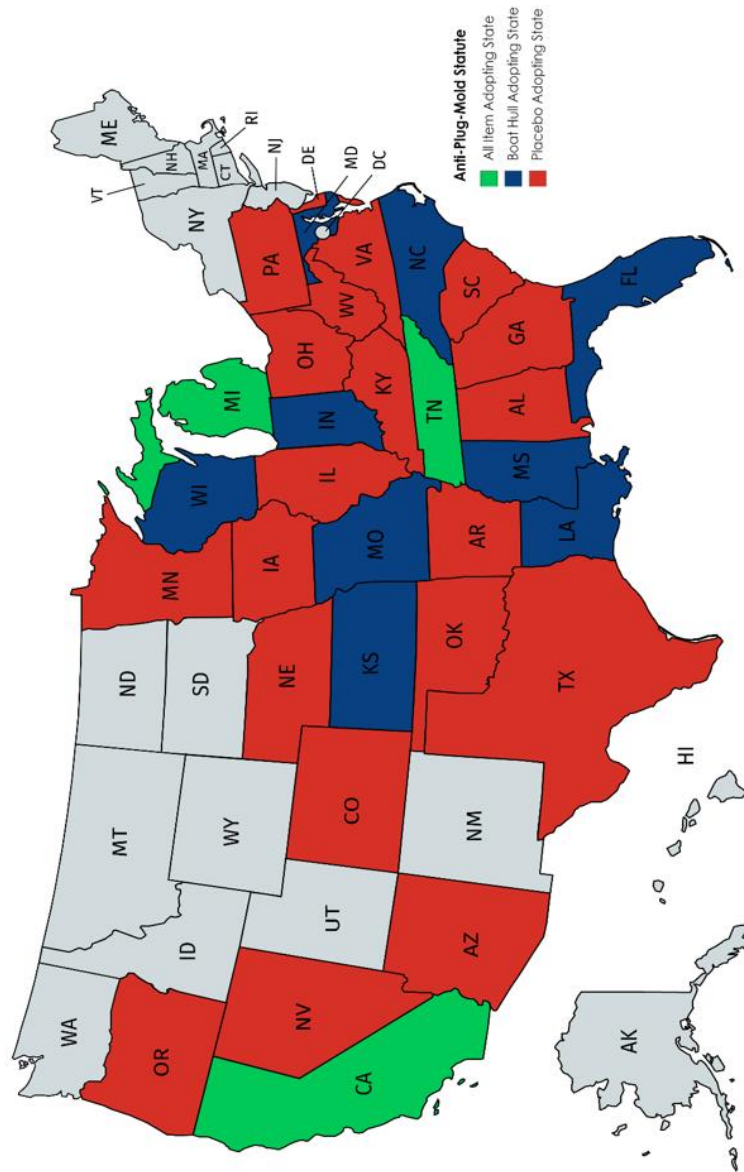 WA
OR
CA
NV
ID
MT
WY
UT
AZ
CO
NM
ND
SD
NE
KS
OK
TX
MN
IA
MO
AR
LA
WI
IL
MS
MI
IN
KY
TN
AL
OH
WV
VA
NC
SC
GA
FL
PA
NY
VT
NH
ME
MA
RI
CT
NJ
DE
MD
DC
AK
HI
Anti-Plug-Mold Statute
All Item Adopting State
Boat Hull Adopting State
Placebo Adopting State